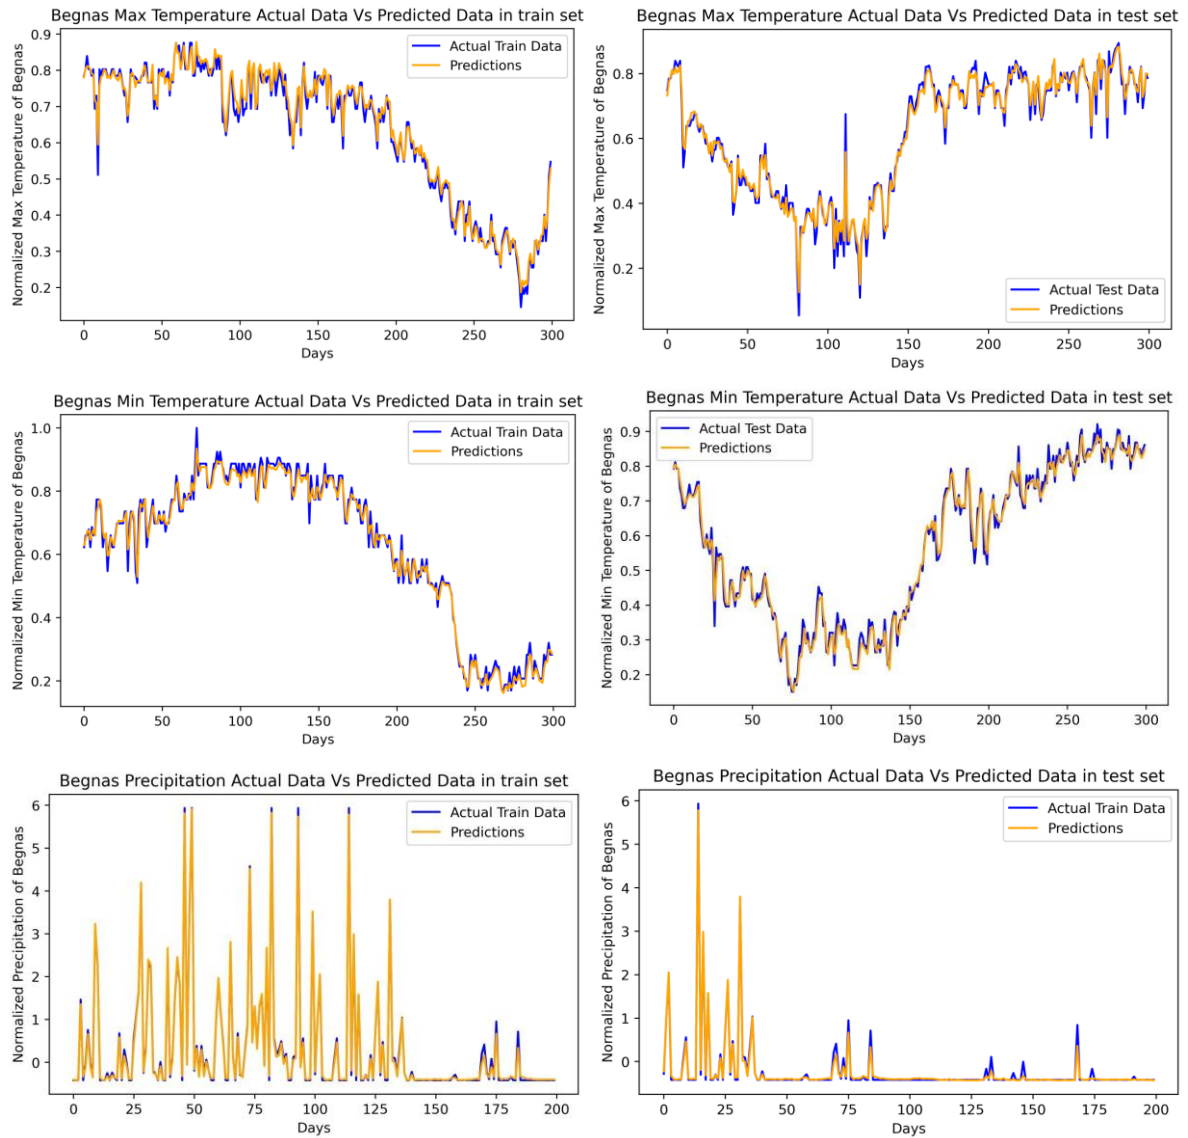 Begnas Max Temperature Actual Data Vs Predicted Data in train set
Normalized Max Temperature of Begnas
0.9
0.8
0.7
0.6
0.5
0.4
0.3
0.2
Actual Train Data
Predictions
0 50 100 150 200 250 300
Days
Begnas Max Temperature Actual Data Vs Predicted Data in test set
Normalized Max Temperature of Begnas
0.8
0.6
0.4
0.2
Actual Test Data
Predictions
0 50 100 150 200 250 300
Days
Begnas Min Temperature Actual Data Vs Predicted Data in train set
Normalized Min Temperature of Begnas
1.0
0.8
0.6
0.4
0.2
Actual Train Data
Predictions
0 50 100 150 200 250 300
Days
Begnas Min Temperature Actual Data Vs Predicted Data in test set
Normalized Min Temperature of Begnas
0.9
0.8
0.7
0.6
0.5
0.4
0.3
0.2
Actual Test Data
Predictions
0 50 100 150 200 250 300
Days
Begnas Precipitation Actual Data Vs Predicted Data in train set
Normalized Precipitation of Begnas
6
5
4
3
2
1
0
Actual Train Data
Predictions
0 25 50 75 100 125 150 175 200
Days
Begnas Precipitation Actual Data Vs Predicted Data in test set
Normalized Precipitation of Begnas
6
5
4
3
2
1
0
Actual Train Data
Predictions
0 25 50 75 100 125 150 175 200
Days